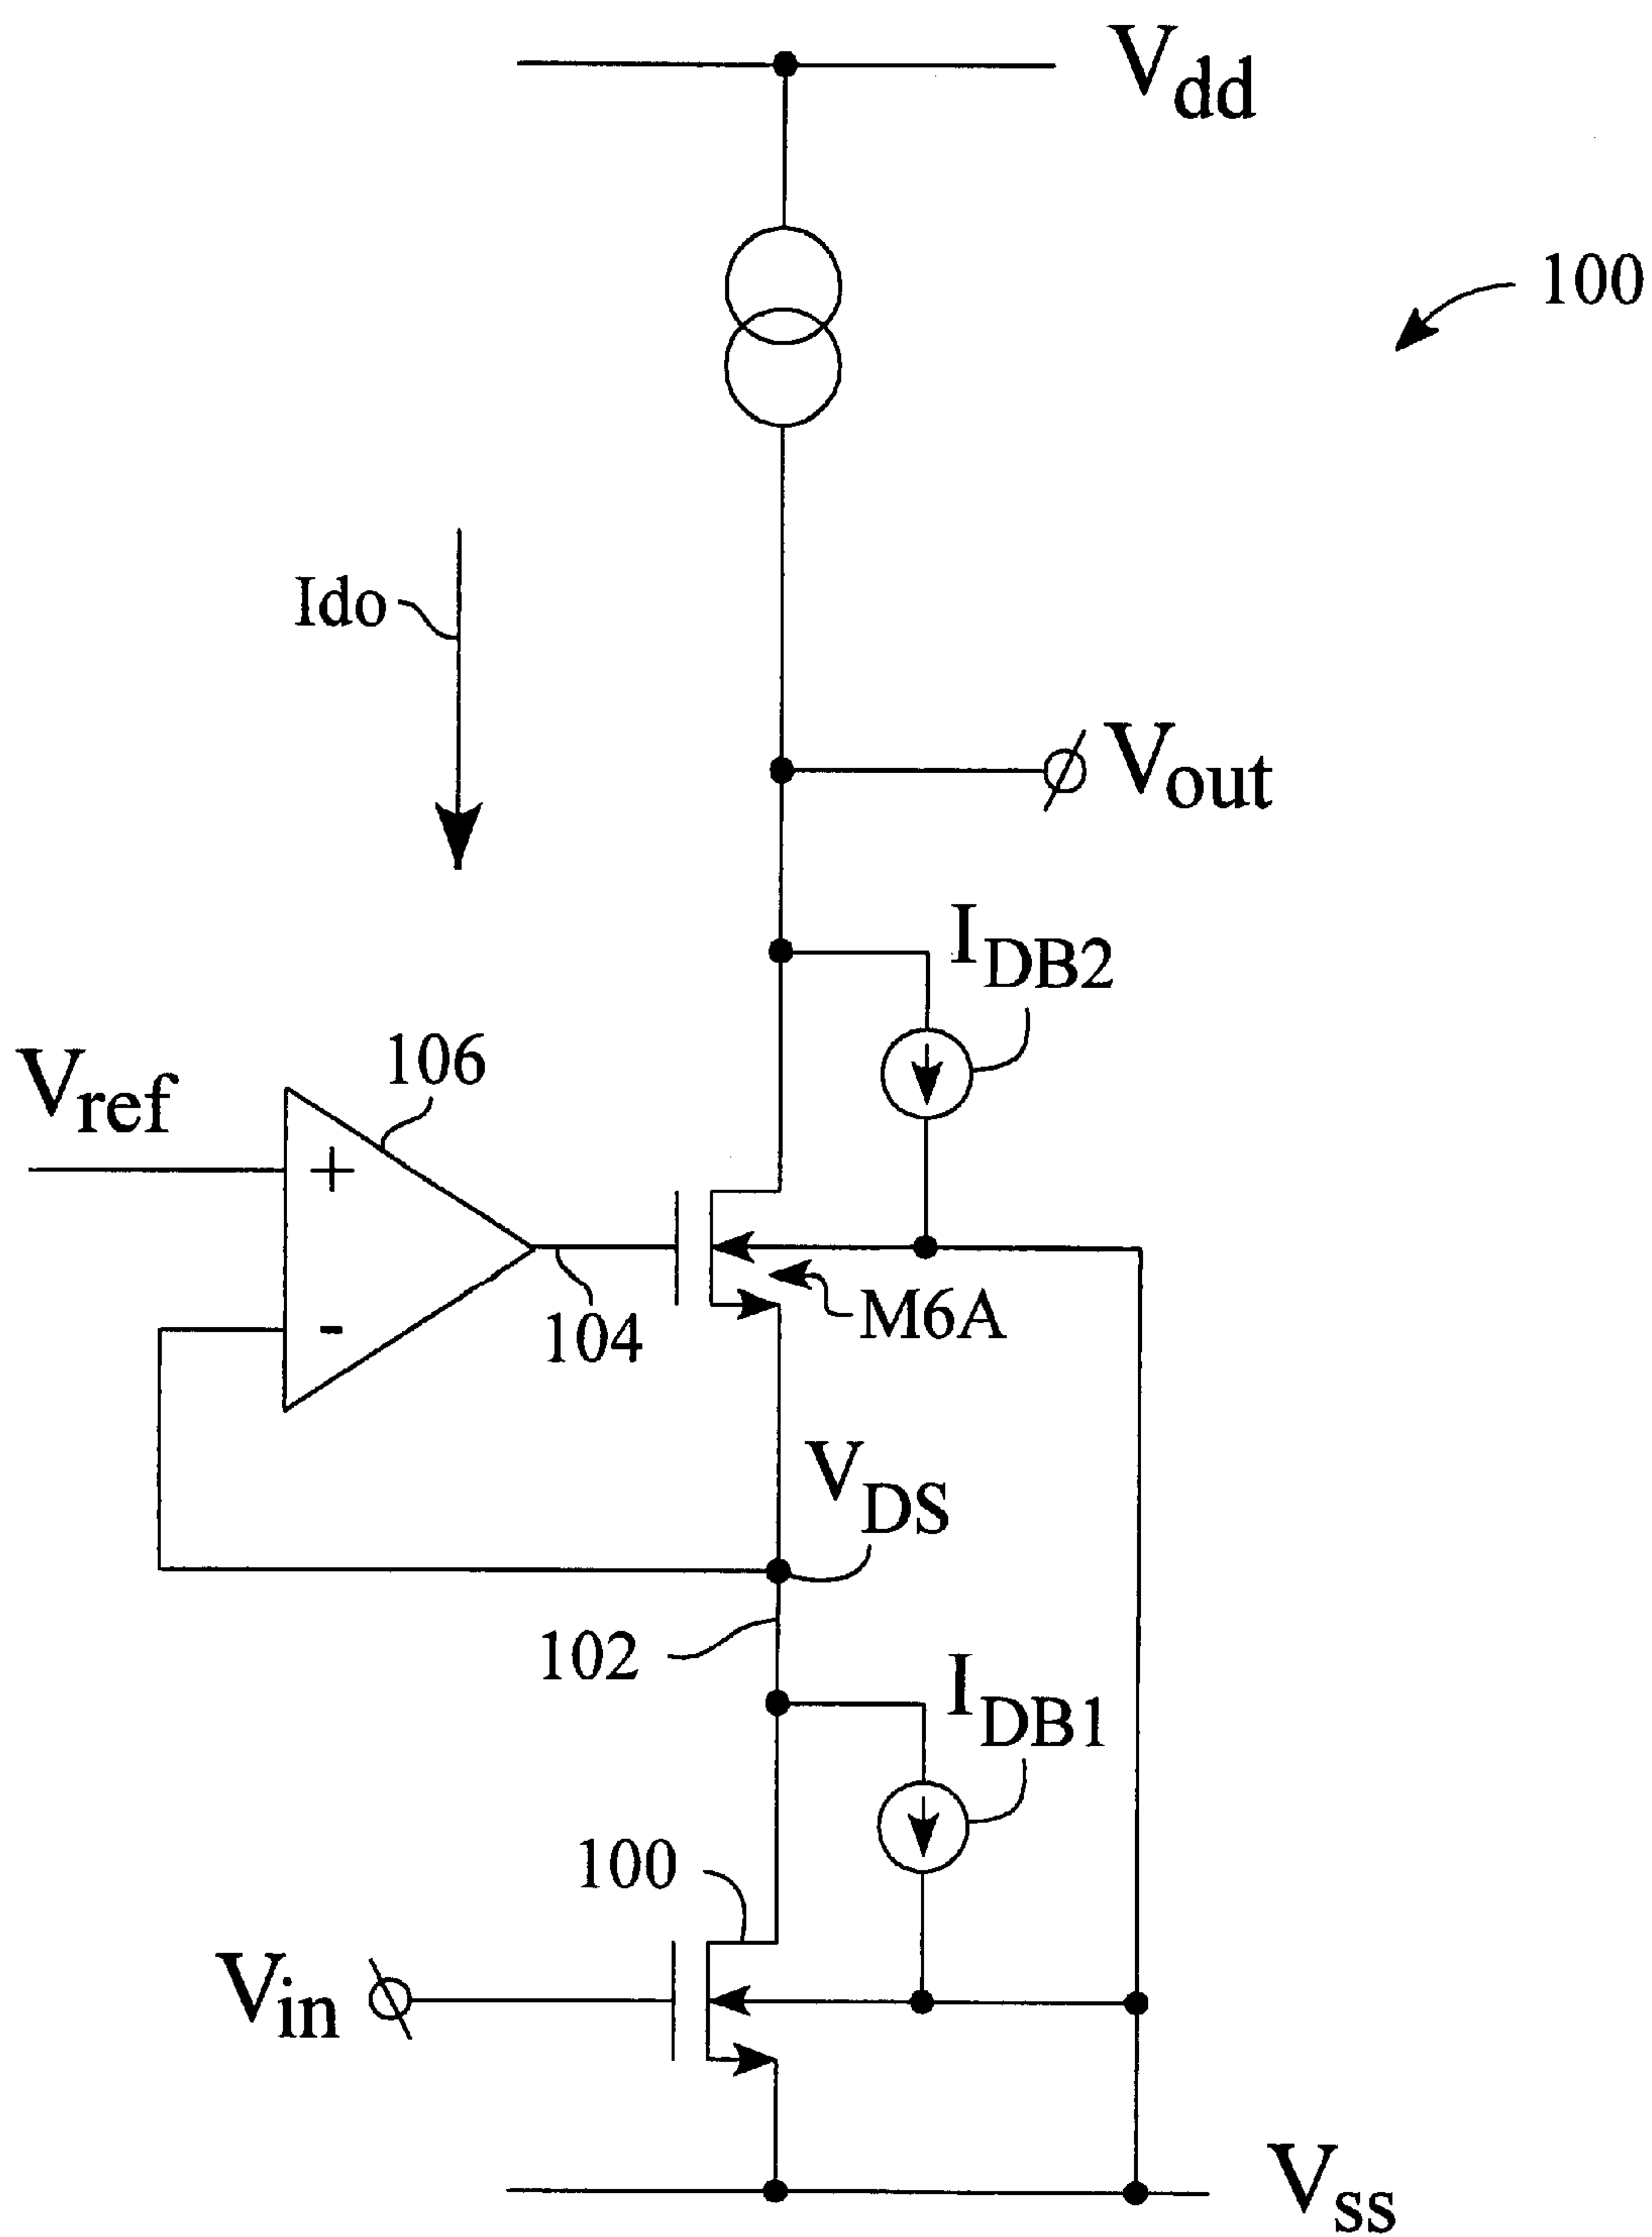 Vdd
100
Ido
Vout
IDB2
106
Vref
+
-
104
M6A
VDS
102
IDB1
100
Vin
Vss